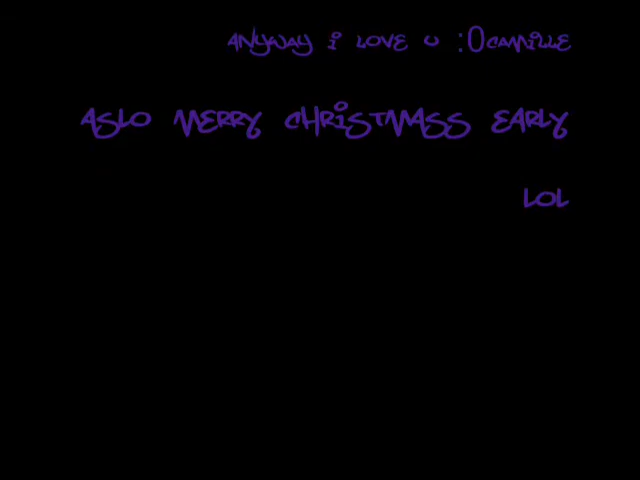 ANYWAY i LOVE U :OCAMILLE
ASLO MERRY CHRiSTMASS EARLY
LOL